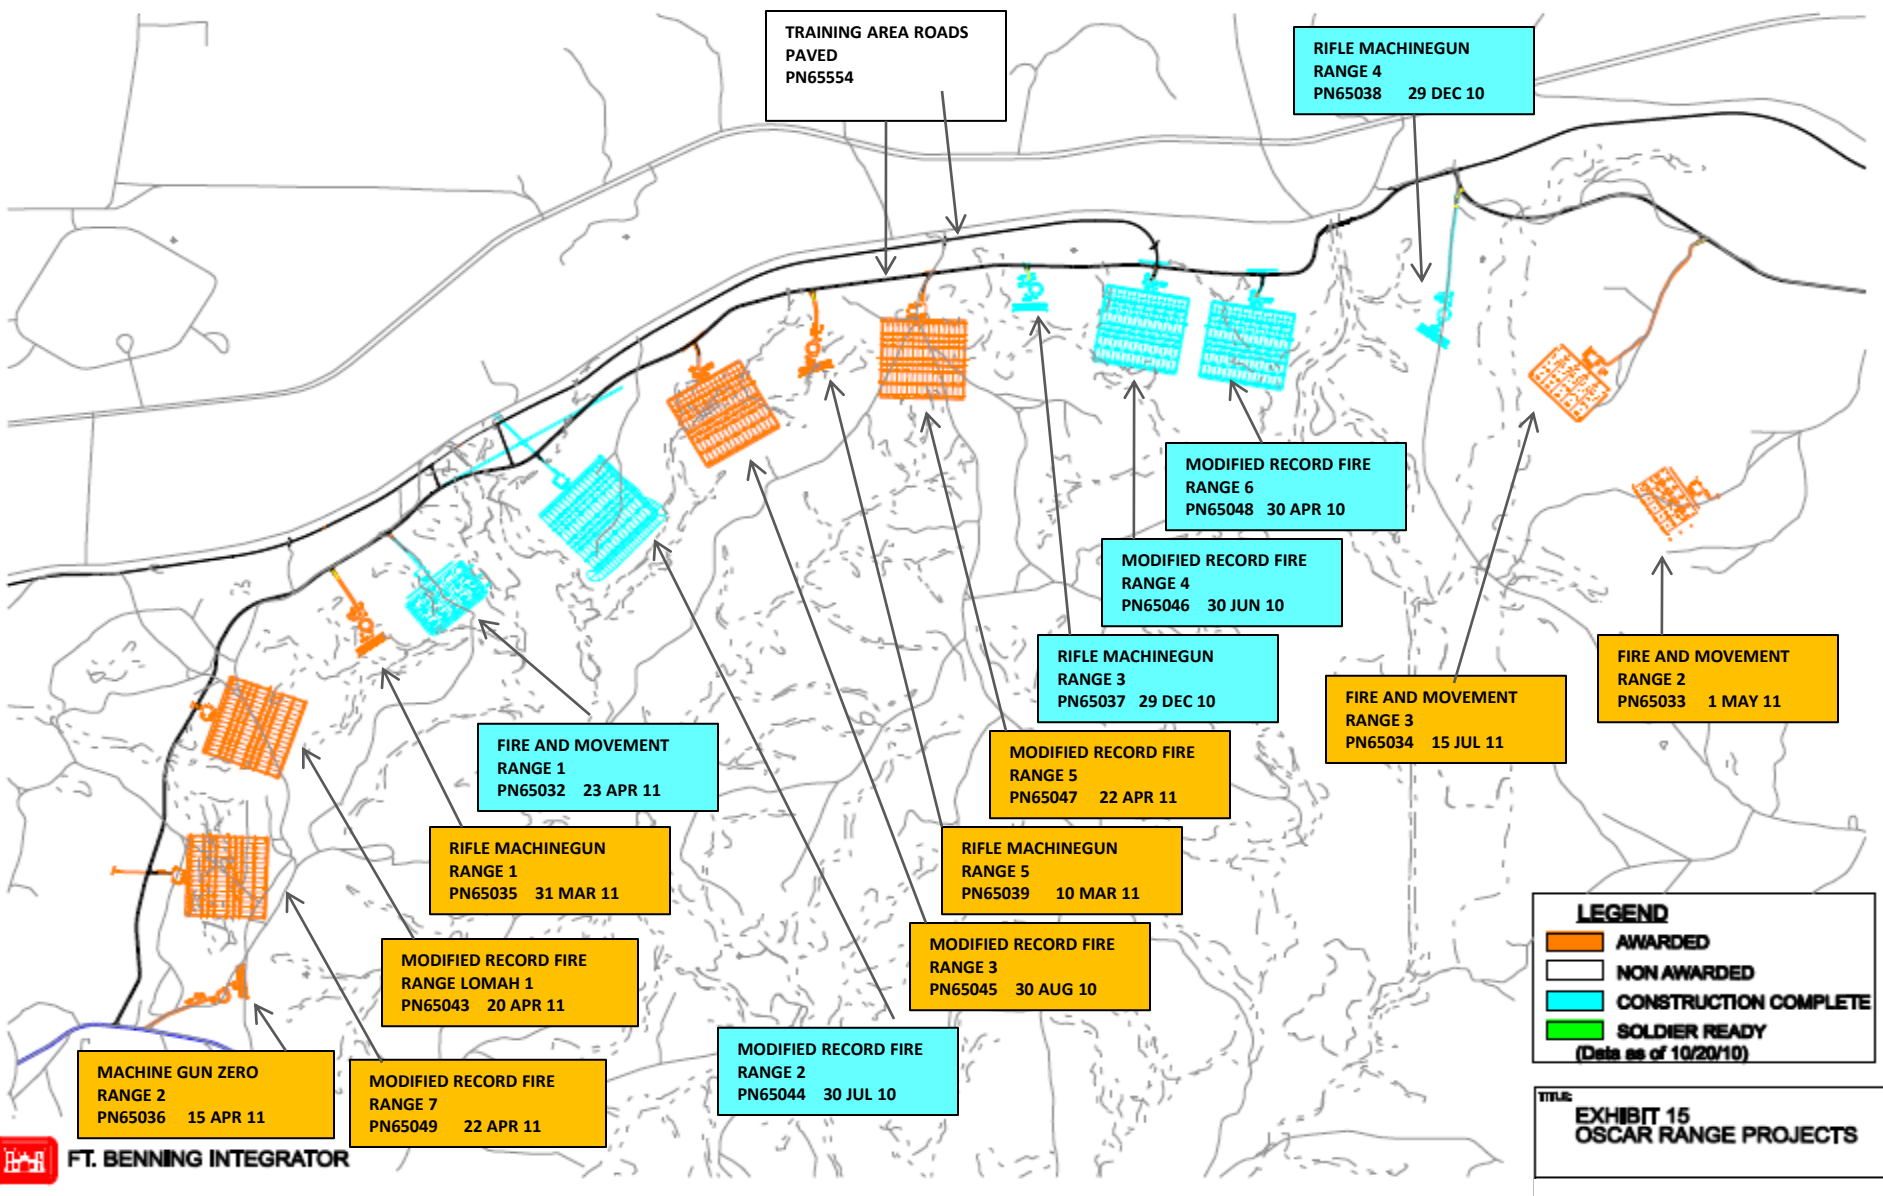 TRAINING AREA ROADS
PAVED
PN65554
RIFLE MACHINEGUN
RANGE 4
PN65038 29 DEC 10
MODIFIED RECORD FIRE
RANGE 6
PN65048 30 APR 10
MODIFIED RECORD FIRE
RANGE 4
PN65046 30 JUN 10
RIFLE MACHINEGUN
RANGE 3
PN65037 29 DEC 10
FIRE AND MOVEMENT
RANGE 2
PN65033 1 MAY 11
FIRE AND MOVEMENT
RANGE 3
PN65034 15 JUL 11
FIRE AND MOVEMENT
RANGE 1
PN65032 23 APR 11
MODIFIED RECORD FIRE
RANGE 5
PN65047 22 APR 11
RIFLE MACHINEGUN
RANGE 1
PN65035 31 MAR 11
RIFLE MACHINEGUN
RANGE 5
PN65039 10 MAR 11
MODIFIED RECORD FIRE
RANGE LOMAH 1
PN65043 20 APR 11
MODIFIED RECORD FIRE
RANGE 3
PN65045 30 AUG 10
MODIFIED RECORD FIRE
RANGE 2
PN65044 30 JUL 10
MACHINE GUN ZERO
RANGE 2
PN65036 15 APR 11
MODIFIED RECORD FIRE
RANGE 7
PN65049 22 APR 11
LEGEND
AWARDED
NON AWARDED
CONSTRUCTION COMPLETE
SOLDIER READY
(Data as of 10/20/10)
TITLE:
EXHIBIT 15
OSCAR RANGE PROJECTS
FT. BENNING INTEGRATOR